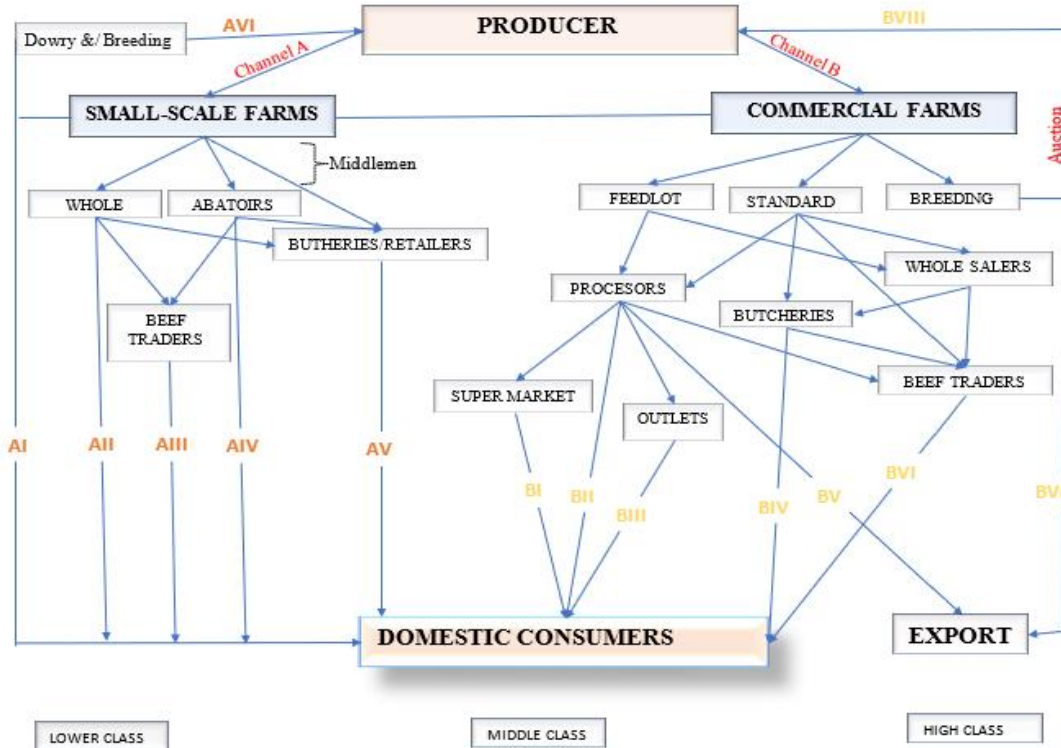 PRODUCER
BVIII
AVI
Dowry &/ Breeding
Channel A
Channel B
SMALL-SCALE FARMS
COMMERCIAL FARMS
Auction
Middlemen
WHOLE
ABATOIRS
FEEDLOT
STANDARD
BREEDING
BUTHERIES/RETAILERS
WHOLE SALERS
PROCESORS
BEEF
TRADERS
BUTCHERIES
SUPER MARKET
BEEF TRADERS
OUTLETS
AI
AII
AIII
AIV
AV
BI
BII
BIII
BV
BIV
BVI
DOMESTIC CONSUMERS
EXPORT
LOWER CLASS
MIDDLE CLASS
HIGH CLASS